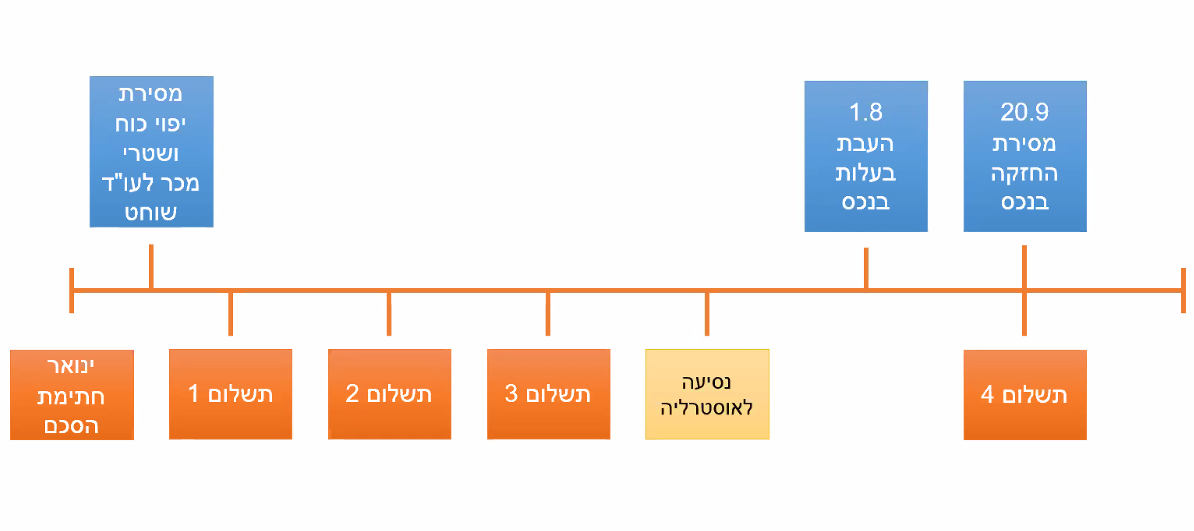 מסירת
יפוי כוח
ושטרי
מכר לעו"ד
שוחט
1.8
העבת
בעלות
בנכס
20.9
מסירת
החזקה
בנכס
ינואר
חתימת
הסכם
תשלום 1
תשלום 2
תשלום 3
נסיעה
לאוסטרליה
תשלום 4